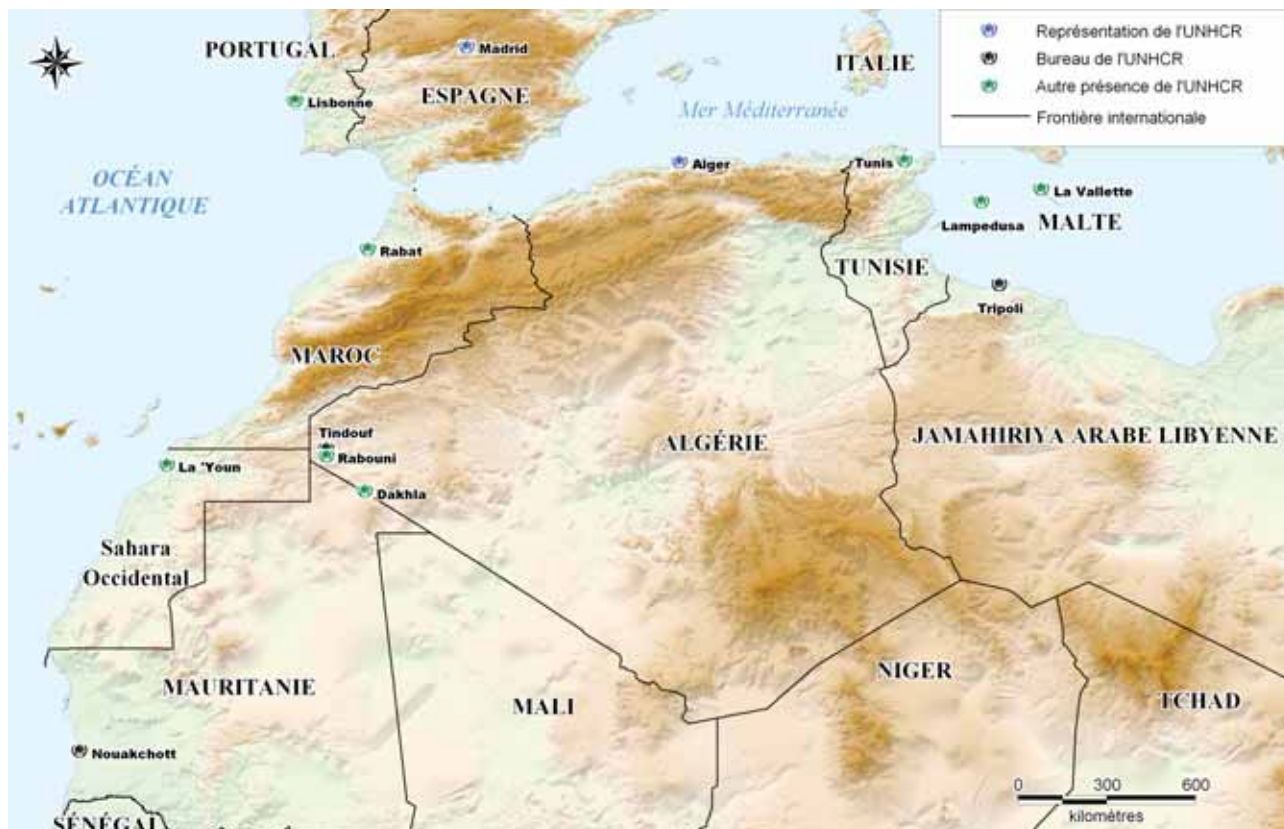 PORTUGAL
Madrid
ITALIE
Représentation de l'UNHCR
Bureau de l'UNHCR
Autre présence de l'UNHCR
Frontière internationale
Lisbonne
ESPAGNE
Mer Méditerranée
OCÉAN
ATLANTIQUE
Alger
Tunis
La Vallette
Lampedusa
MALTE
Rabat
TUNISIE
Tripoli
MAROC
Tindouf
Rabouni
ALGÉRIE
JAMAHIRIYA ARABE LIBYENNE
La 'Youn
Dakhla
Sahara
Occidental
MAURITANIE
MALI
NIGER
TCHAD
Nouakchott
0 300 600
kilomètres
SÉNÉGAL